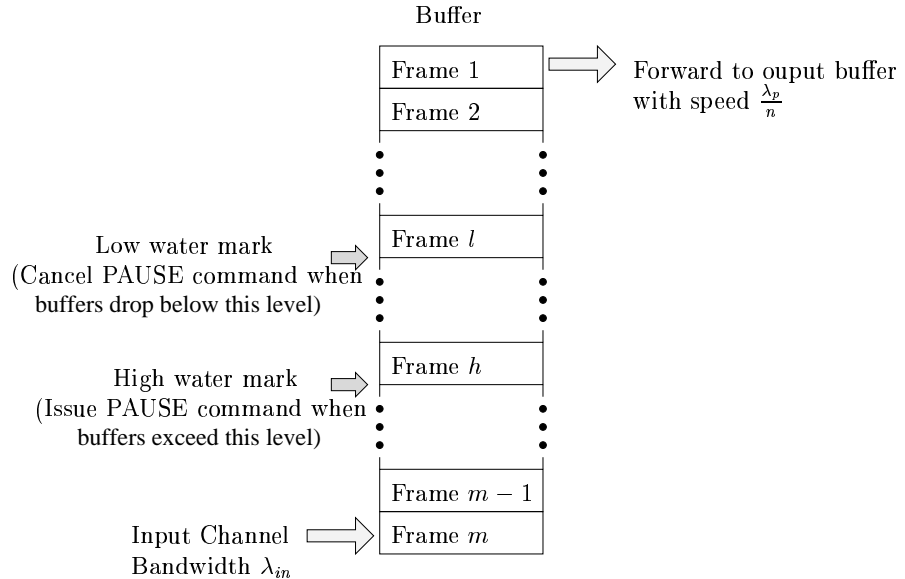 Buffer
Frame 1
Forward to ouput buffer
with speed λ_p/n
Frame 2
Frame l
Low water mark
(Cancel PAUSE command when
buffers drop below this level)
Frame h
High water mark
(Issue PAUSE command when
buffers exceed this level)
Frame m − 1
Frame m
Input Channel
Bandwidth λ_in